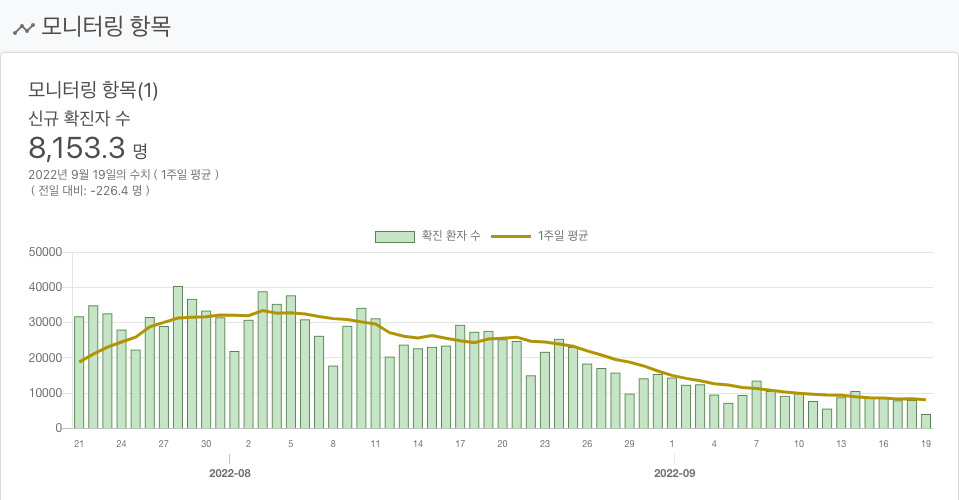 모니터링 항목
모니터링 항목(1)
신규 확진자 수
8,153.3 명
2022년 9월 19일의 수치 ( 1주일 평균 )
( 전일 대비: -226.4 명 )
확진 환자 수 1주일 평균
50000
40000
30000
20000
10000
0
21 24 27 30 2 5 8 11 14 17 20 23 26 29 1 4 7 10 13 16 19
2022-08 2022-09